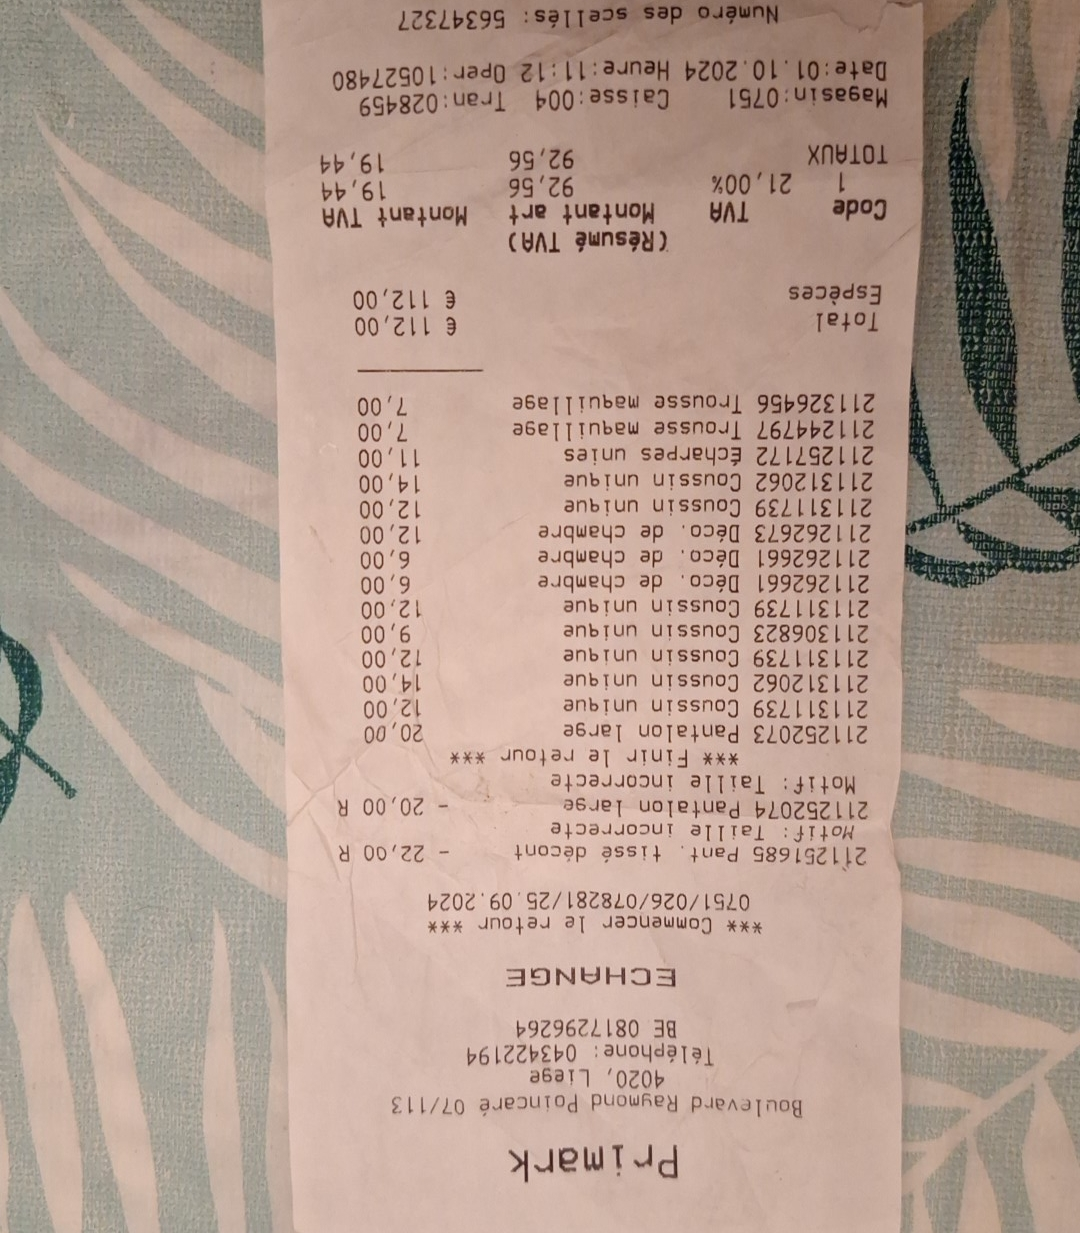 Primark
Boulevard Raymond Poincaré 07/113
4020, Liege
Téléphone: 043422194
BE 0817296264
ECHANGE
*** Commencer le retour ***
0751/026/078281/25.09.2024
211251685 Pant. tissé décont - 22,00 R
Motif: Taille incorrecte
211252074 Pantalon large - 20,00 R
Motif: Taille incorrecte
*** Finir le retour ***
211252073 Pantalon large 20,00
211311739 Coussin unique 12,00
211312062 Coussin unique 14,00
211311739 Coussin unique 12,00
211306823 Coussin unique 9,00
211311739 Coussin unique 12,00
211262661 Déco. de chambre 6,00
211262661 Déco. de chambre 6,00
211262673 Déco. de chambre 12,00
211311739 Coussin unique 12,00
211312062 Coussin unique 14,00
211257172 Écharpes unies 11,00
211244797 Trousse maquillage 7,00
211326456 Trousse maquillage 7,00
Total € 112,00
Espèces € 112,00
(Résumé TVA)
Code TVA Montant art Montant TVA
1 21,00% 92,56 19,44
TOTAUX 92,56 19,44
Magasin:0751 Caisse:004 Tran:028459
Date:01.10.2024 Heure:11:12 Oper:10527480
Numéro des scellés: 56347327